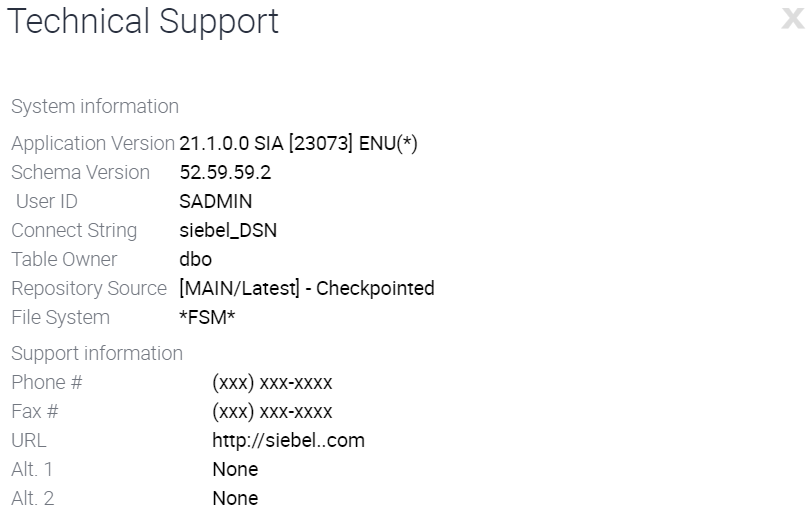 Technical Support X
System information
Application Version 21.1.0.0 SIA [23073] ENU(*)
Schema Version 52.59.59.2
User ID SADMIN
Connect String siebel_DSN
Table Owner dbo
Repository Source [MAIN/Latest] - Checkpointed
File System *FSM*
Support information
Phone # (xxx) xxx-xxxx
Fax # (xxx) xxx-xxxx
URL http://siebel..com
Alt. 1 None
Alt. 2 None